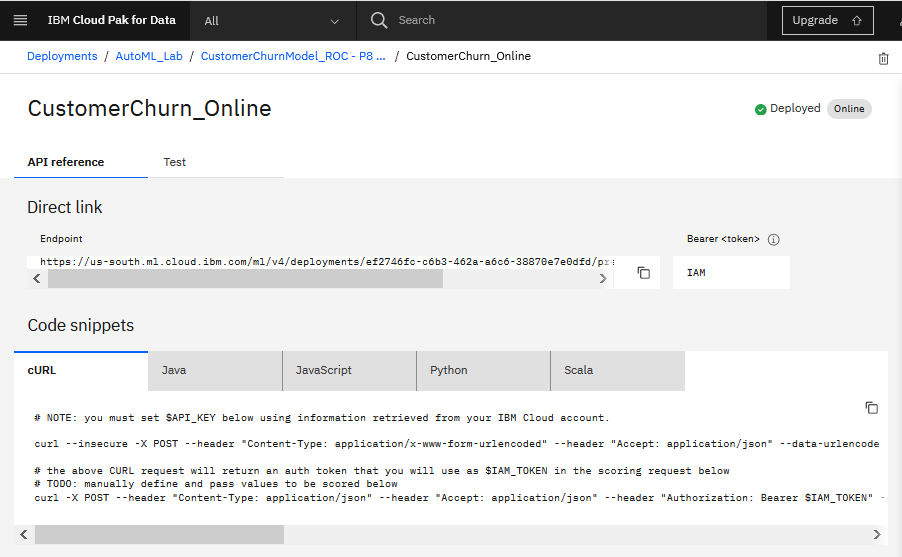 IBM Cloud Pak for Data All Search Upgrade
Deployments / AutoML_Lab / CustomerChurnModel_ROC - P8 ... / CustomerChurn_Online
CustomerChurn_Online
Deployed Online
API reference Test
Direct link
Endpoint Bearer <token>
https://us-south.ml.cloud.ibm.com/ml/v4/deployments/ef2746fc-c6b3-462a-a6c6-38870e7e0dfd/pre
IAM
Code snippets
cURL Java JavaScript Python Scala
# NOTE: you must set $API_KEY below using information retrieved from your IBM Cloud account.
curl --insecure -X POST --header "Content-Type: application/x-www-form-urlencoded" --header "Accept: application/json" --data-urlencode
# the above CURL request will return an auth token that you will use as $IAM_TOKEN in the scoring request below
# TODO: manually define and pass values to be scored below
curl -X POST --header "Content-Type: application/json" --header "Accept: application/json" --header "Authorization: Bearer $IAM_TOKEN" -